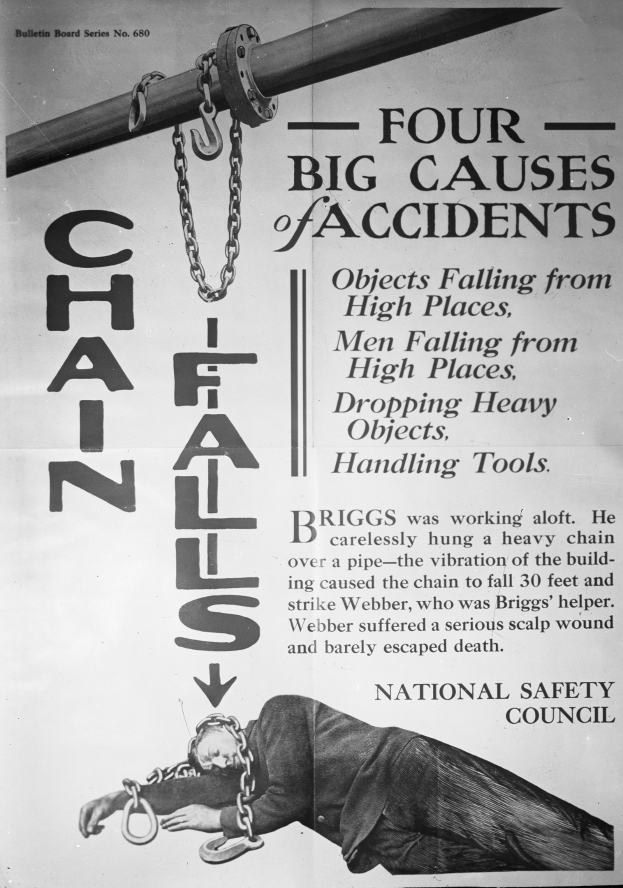 Bulletin Board Series No. 680
FOUR
BIG CAUSES
of ACCIDENTS
CHAIN
FALLS
Objects Falling from
High Places,
Men Falling from
High Places,
Dropping Heavy
Objects,
Handling Tools.
BRIGGS was working aloft. He
carelessly hung a heavy chain
over a pipe—the vibration of the build-
ing caused the chain to fall 30 feet and
strike Webber, who was Briggs' helper.
Webber suffered a serious scalp wound
and barely escaped death.
NATIONAL SAFETY
COUNCIL